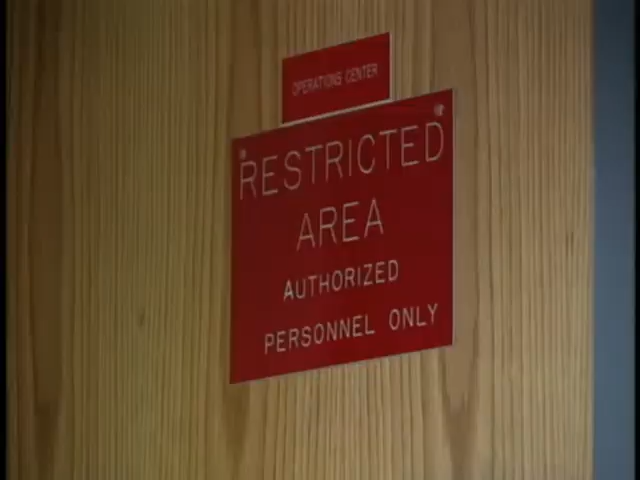 OPERATIONS CENTER
RESTRICTED
AREA
AUTHORIZED
PERSONNEL ONLY